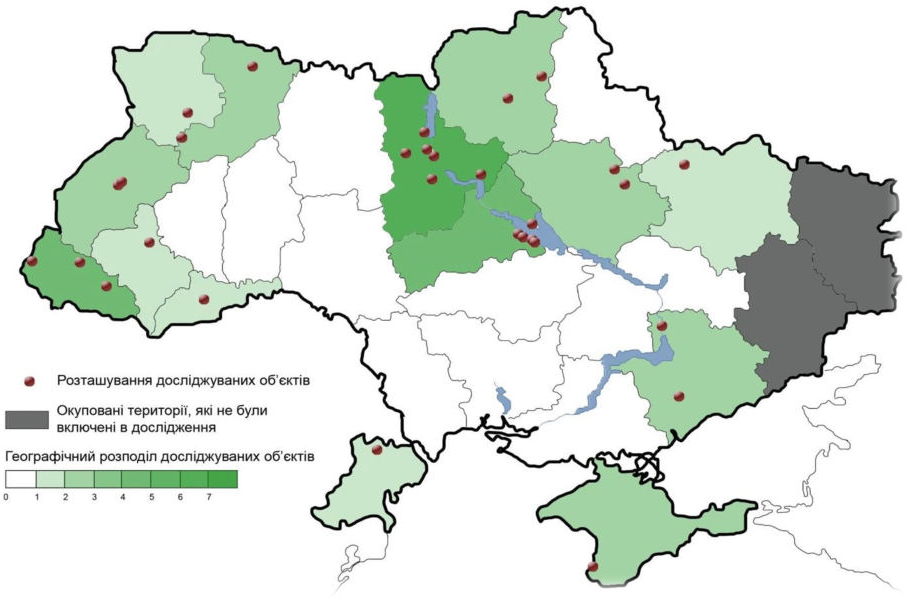 Розташування досліджуваних об’єктів
Окуповані території, які не були
включені в дослідження
Географічний розподіл досліджуваних об’єктів
0 1 2 3 4 5 6 7